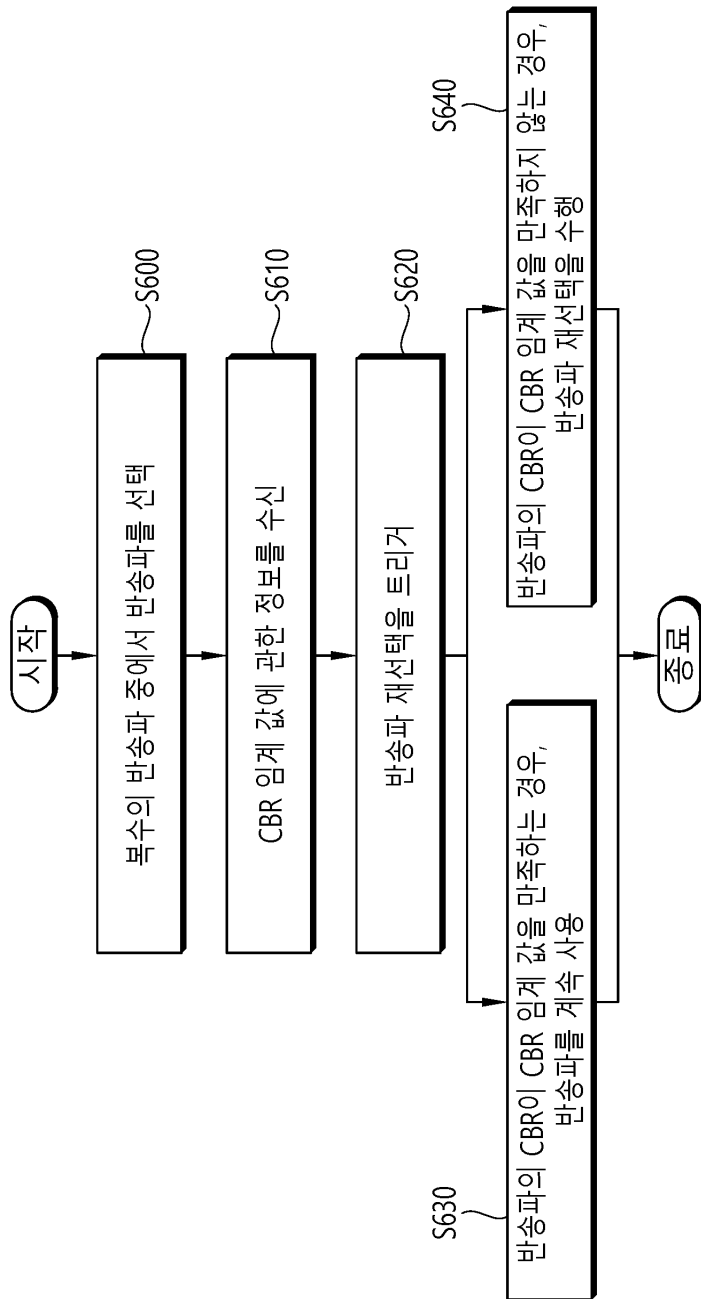 시작
복수의 반송파 중에서 반송파를 선택
S600
CBR 임계 값에 관한 정보를 수신
S610
반송파 재선택을 트리거
S620
S630
반송파의 CBR이 CBR 임계 값을 만족하는 경우,
반송파를 계속 사용
S640
반송파의 CBR이 CBR 임계 값을 만족하지 않는 경우,
반송파 재선택을 수행
종료